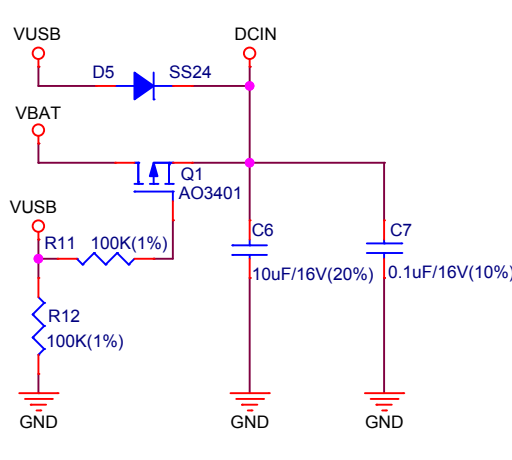 VUSB
DCIN
D5
SS24
VBAT
Q1
AO3401
VUSB
R11
100K(1%)
C6
C7
10uF/16V(20%)
0.1uF/16V(10%)
R12
100K(1%)
GND
GND
GND